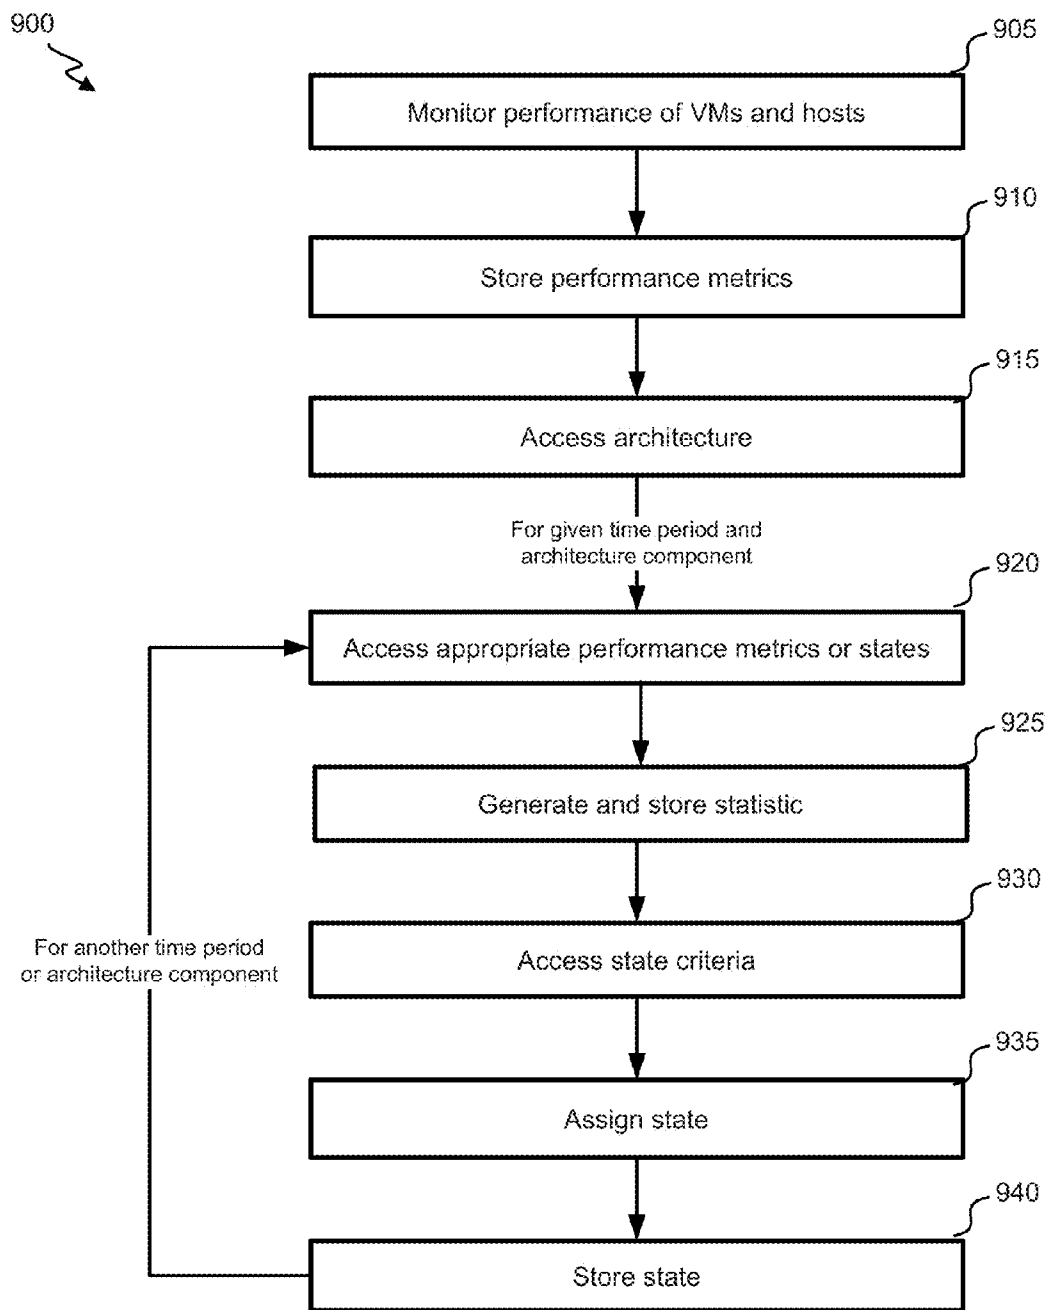 900
905
Monitor performance of VMs and hosts
910
Store performance metrics
915
Access architecture
For given time period and
architecture component
920
Access appropriate performance metrics or states
925
Generate and store statistic
930
Access state criteria
For another time period
or architecture component
935
Assign state
940
Store state